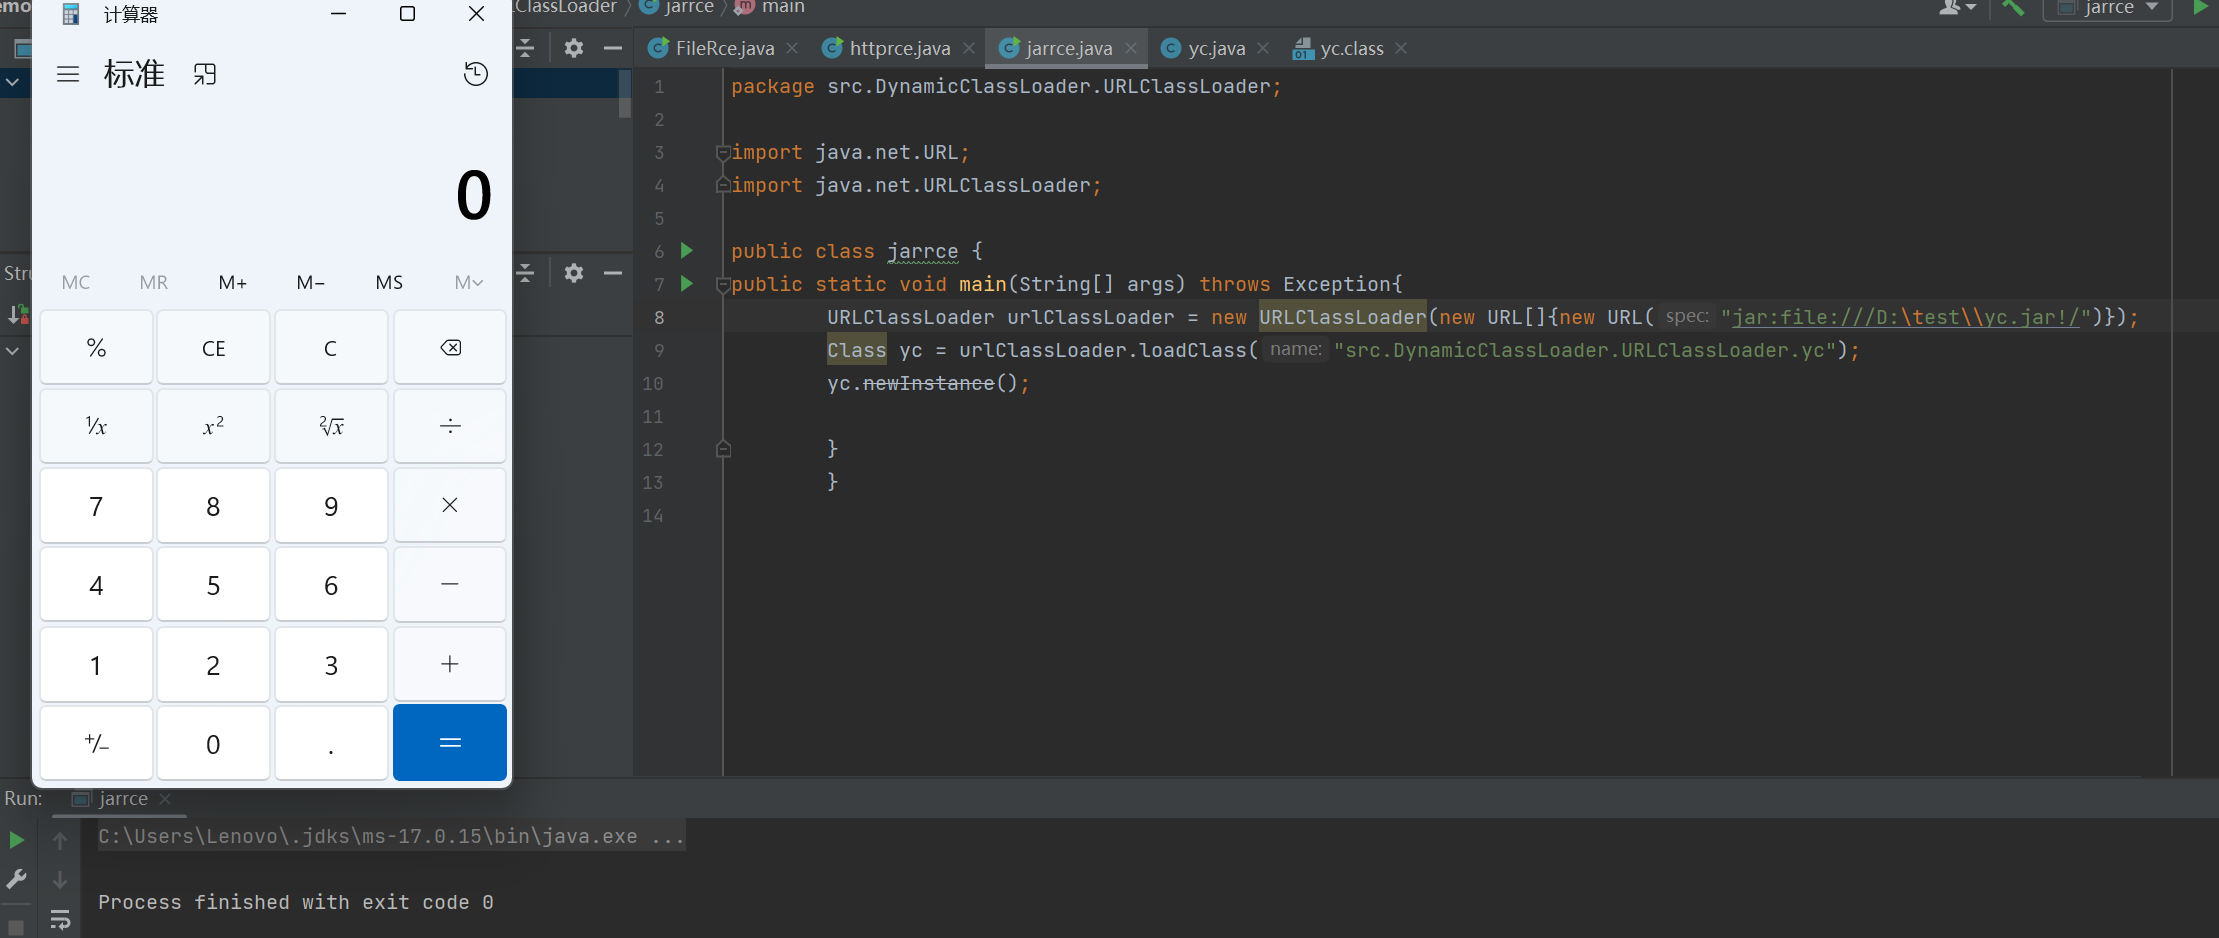 计算器
标准
0
MC MR M+ M− MS M
% CE C
¹/x x² ²√x ÷
7 8 9 ×
4 5 6 −
1 2 3 +
+/− 0 . =
ClassLoader jarrce main
jarrce
FileRce.java httprce.java jarrce.java yc.java yc.class
1 package src.DynamicClassLoader.URLClassLoader;
2
3 import java.net.URL;
4 import java.net.URLClassLoader;
5
6 public class jarrce {
7 public static void main(String[] args) throws Exception{
8 URLClassLoader urlClassLoader = new URLClassLoader(new URL[]{new URL( spec: "jar:file:///D:\test\\yc.jar!/")});
9 Class yc = urlClassLoader.loadClass( name: "src.DynamicClassLoader.URLClassLoader.yc");
10 yc.newInstance();
11
12 }
13 }
14
Run: jarrce
C:\Users\Lenovo\.jdks\ms-17.0.15\bin\java.exe ...
Process finished with exit code 0